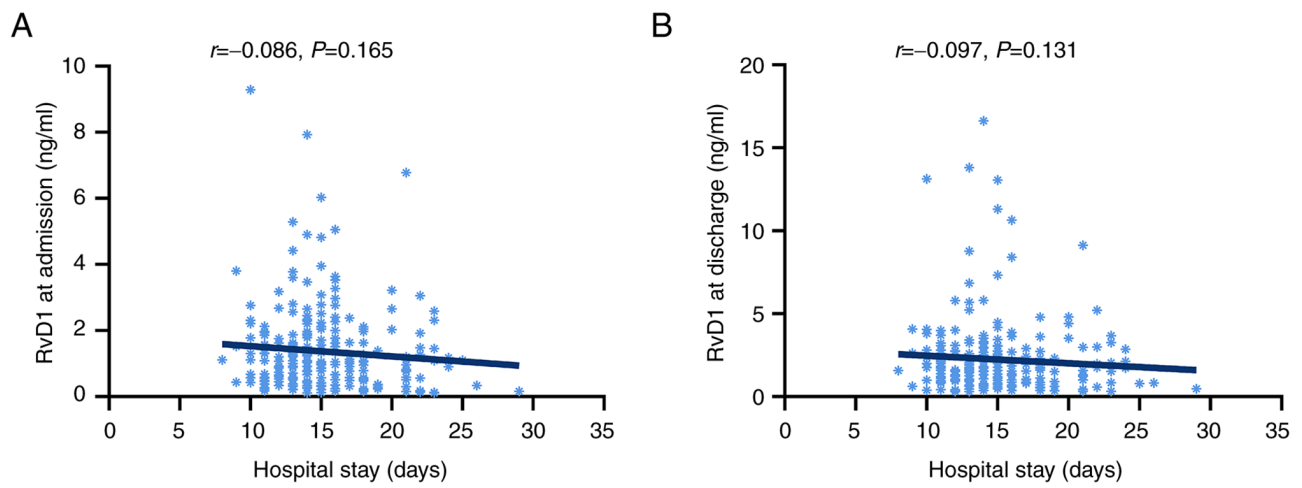 A
r=–0.086, P=0.165
10
8
6
4
2
0
RvD1 at admission (ng/ml)
0 5 10 15 20 25 30 35
Hospital stay (days)
B
r=–0.097, P=0.131
20
15
10
5
0
RvD1 at discharge (ng/ml)
0 5 10 15 20 25 30 35
Hospital stay (days)